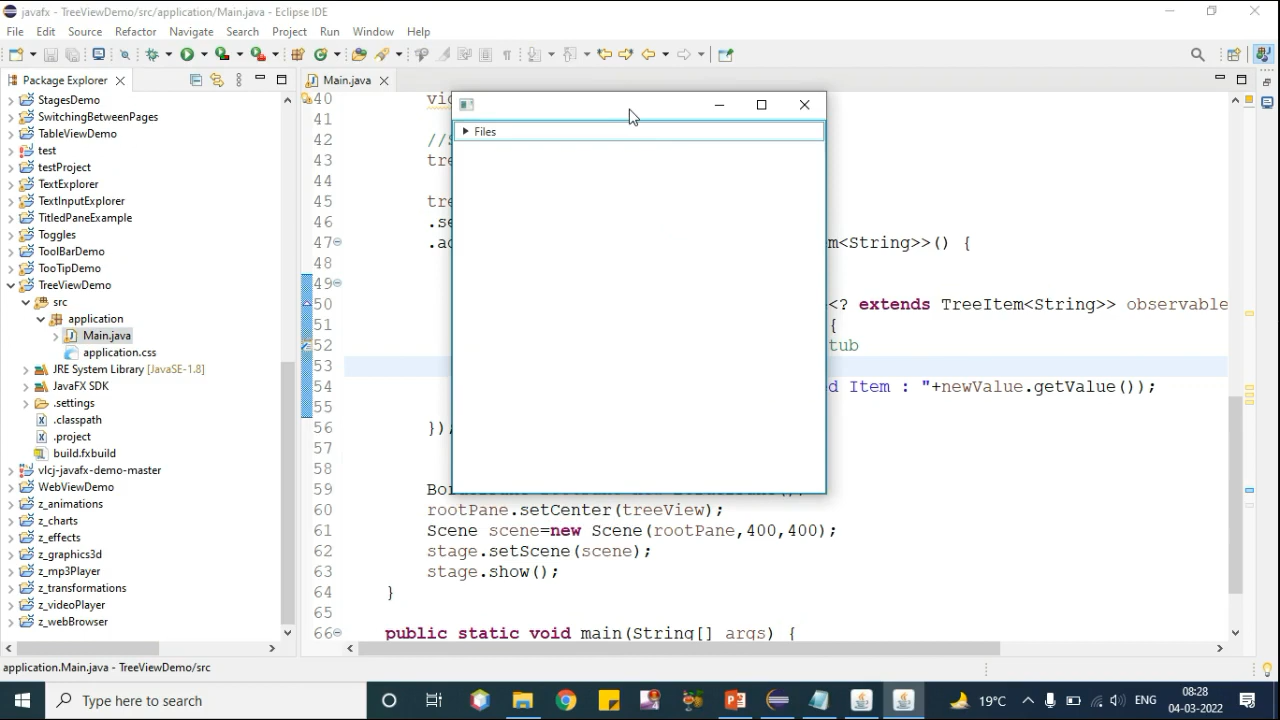 javafx - TreeViewDemo/src/application/Main.java - Eclipse IDE
File Edit Source Refactor Navigate Search Project Run Window Help
Package Explorer
StagesDemo
SwitchingBetweenPages
TableViewDemo
test
testProject
TextExplorer
TextInputExplorer
TitledPaneExample
Toggles
ToolBarDemo
TooTipDemo
TreeViewDemo
src
application
Main.java
application.css
JRE System Library [JavaSE-1.8]
JavaFX SDK
.settings
.classpath
.project
build.fxbuild
vlcj-javafx-demo-master
WebViewDemo
z_animations
z_charts
z_effects
z_graphics3d
z_mp3Player
z_transformations
z_videoPlayer
z_webBrowser
Main.java
Files
40 vi
41
42 //S
43 tre
44
45 tre
46 .se
47 .a m<String>>() {
48
49
50 <? extends TreeItem<String>> observable
51 {
52 tub
53
54 d Item : "+newValue.getValue());
55
56 });
57
58
59
60 rootPane.setCenter(treeView);
61 Scene scene=new Scene(rootPane,400,400);
62 stage.setScene(scene);
63 stage.show();
64 }
65
66 public static void main(String[] args) {
application.Main.java - TreeViewDemo/src
Type here to search
19°C
ENG
08:28
04-03-2022